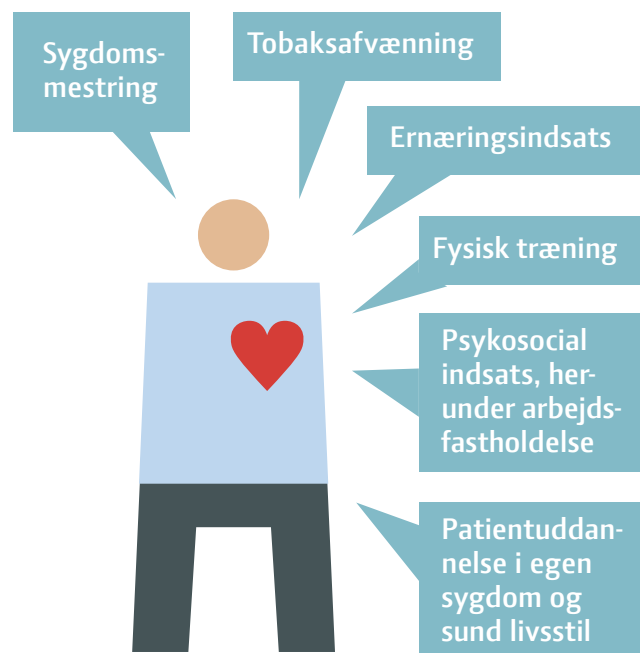 Sygdoms-
mestring
Tobaksafvænning
Ernæringsindsats
Fysisk træning
Psykosocial
indsats, her-
under arbejds-
fastholdelse
Patientuddan-
nelse i egen
sygdom og
sund livsstil